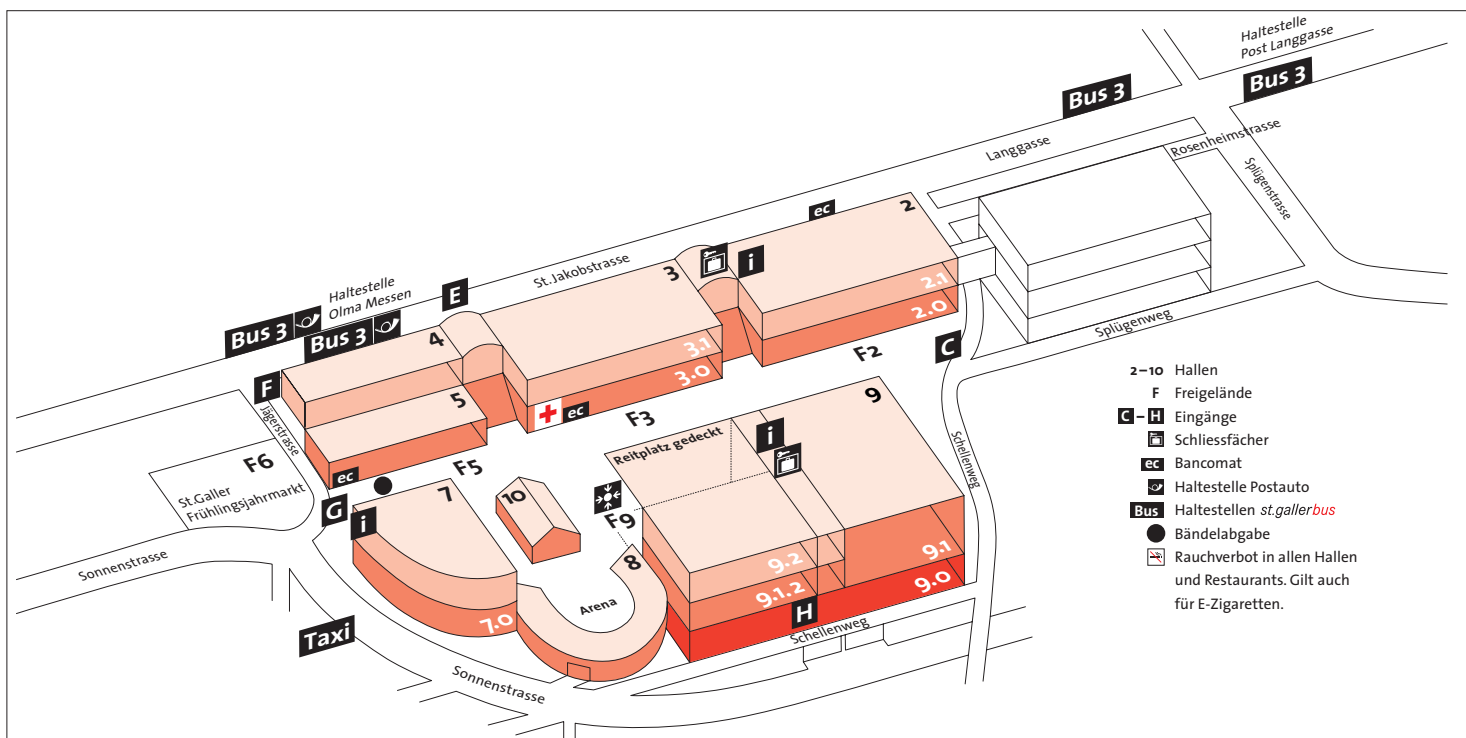 Haltestelle
Post Langgasse
Bus 3
Bus 3
Langgasse
Rosenheimstrasse
Splügenstrasse
ec
2
St.Jakobstrasse
3
i
2.1
2.0
Haltestelle
Olma Messen
E
Bus 3
Bus 3
4
3.1
3.0
F2
C
Splügenweg
F
Jägerstrasse
5
ec
F3
9
F6
St.Galler
Frühlingsjahrmarkt
ec
F5
Reitplatz gedeckt
i
Schellenweg
G
i
7
10
F9
8
9.2
9.1
9.1.2
9.0
Sonnenstrasse
7.0
Arena
H
Schellenweg
Taxi
Sonnenstrasse
2–10 Hallen
F Freigelände
C – H Eingänge
Schliessfächer
ec Bancomat
Haltestelle Postauto
Bus Haltestellen st.gallerbus
Bändelabgabe
Rauchverbot in allen Hallen
und Restaurants. Gilt auch
für E-Zigaretten.